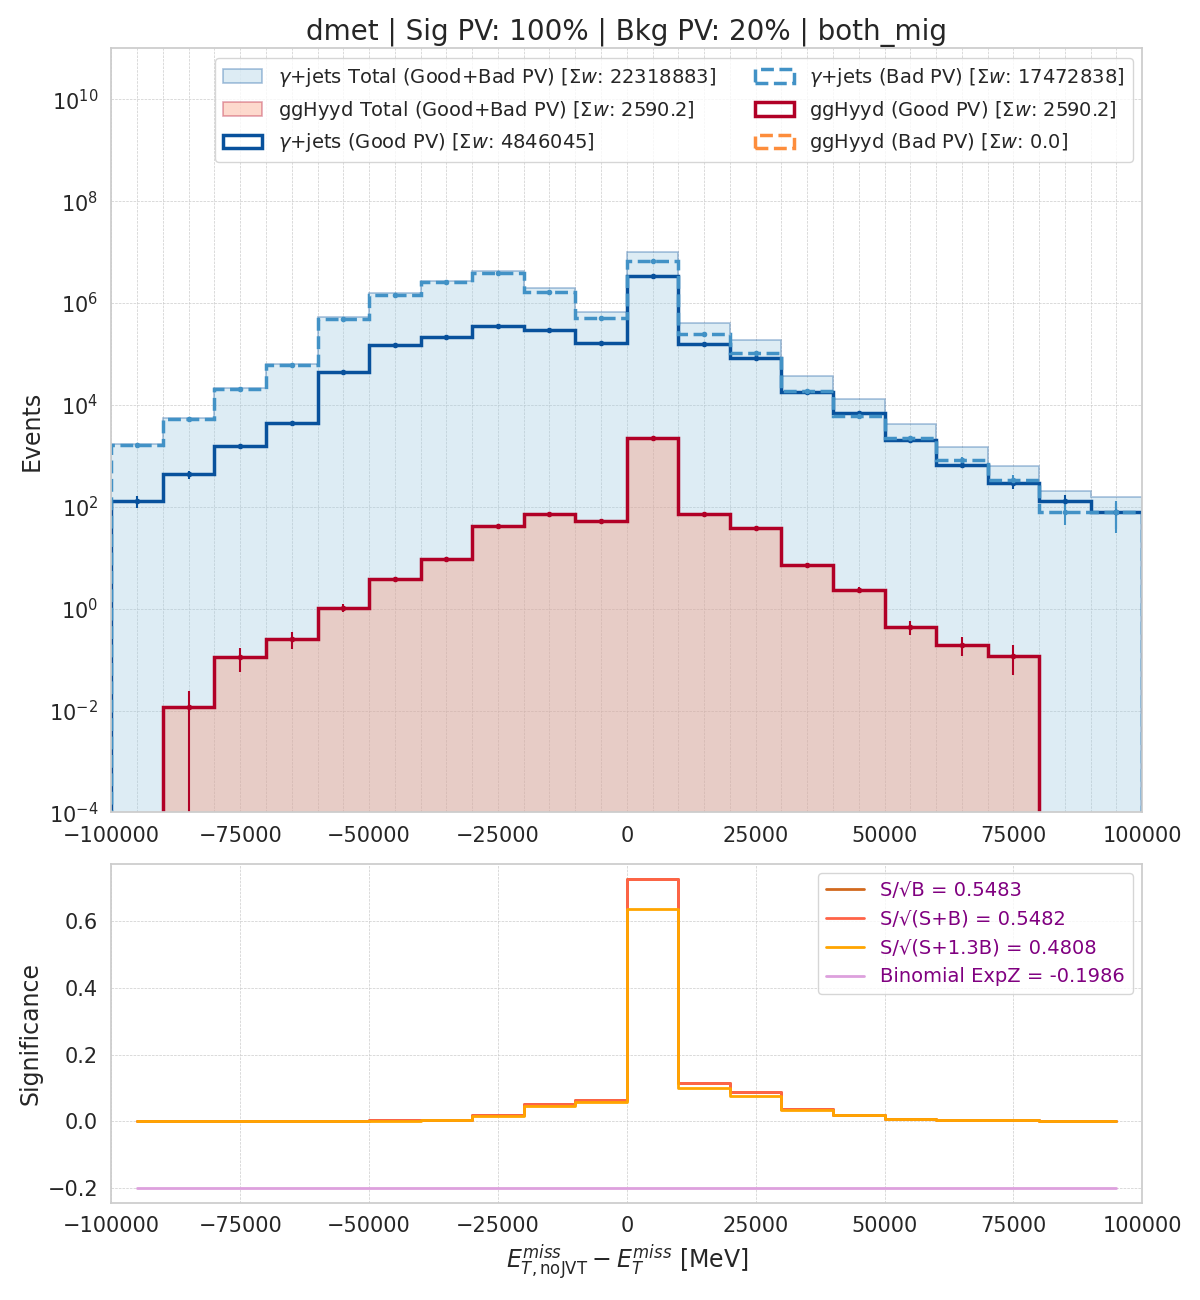 dmet | Sig PV: 100% | Bkg PV: 20% | both_mig
γ+jets Total (Good+Bad PV) [Σw: 22318883]
ggHyyd Total (Good+Bad PV) [Σw: 2590.2]
γ+jets (Good PV) [Σw: 4846045]
γ+jets (Bad PV) [Σw: 17472838]
ggHyyd (Good PV) [Σw: 2590.2]
ggHyyd (Bad PV) [Σw: 0.0]
Events
10^10
10^8
10^6
10^4
10^2
10^0
10^−2
10^−4
−100000 −75000 −50000 −25000 0 25000 50000 75000 100000
S/√B = 0.5483
S/√(S+B) = 0.5482
S/√(S+1.3B) = 0.4808
Binomial ExpZ = -0.1986
Significance
0.6
0.4
0.2
0.0
−0.2
−100000 −75000 −50000 −25000 0 25000 50000 75000 100000
E_{T,noJVT}^{miss} − E_T^{miss} [MeV]